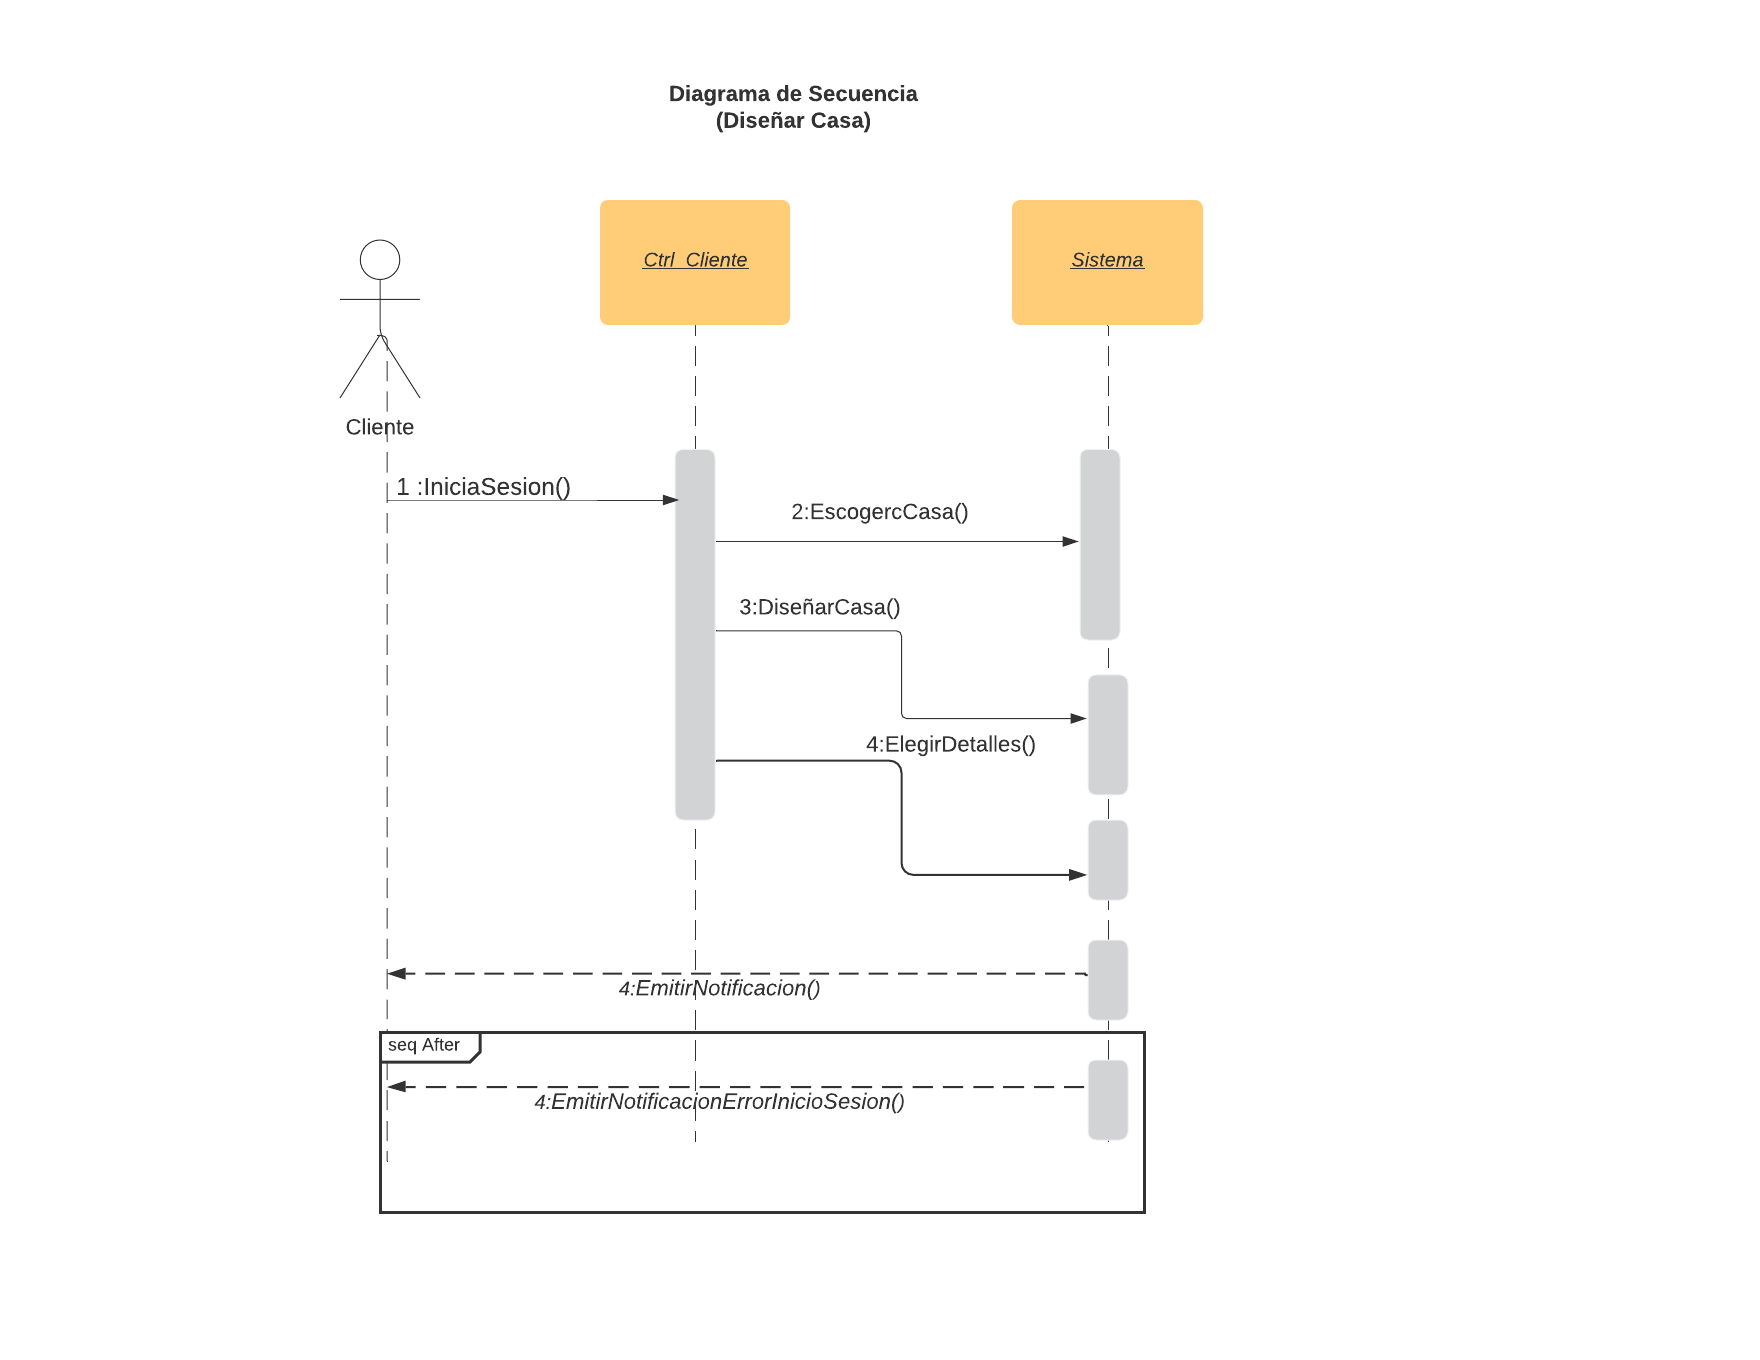 Diagrama de Secuencia
(Diseñar Casa)
Ctrl_Cliente
Sistema
Cliente
1 :IniciaSesion()
2:EscogercCasa()
3:DiseñarCasa()
4:ElegirDetalles()
4:EmitirNotificacion()
seq After
4:EmitirNotificacionErrorInicioSesion()